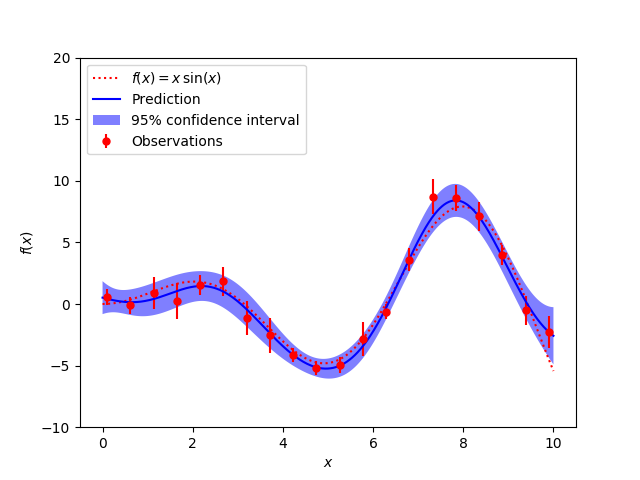 20
15
10
5
0
−5
−10
f(x)
f(x) = x sin(x)
Prediction
95% confidence interval
Observations
0 2 4 6 8 10
x